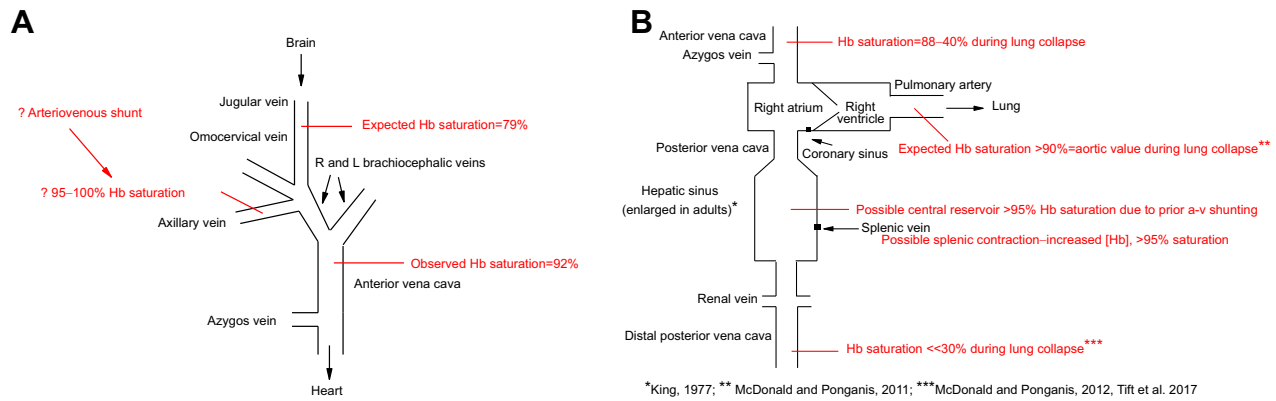 A
Brain
Jugular vein
? Arteriovenous shunt
Omocervical vein
Expected Hb saturation=79%
R and L brachiocephalic veins
? 95–100% Hb saturation
Axillary vein
Observed Hb saturation=92%
Anterior vena cava
Azygos vein
Heart
B
Anterior vena cava
Hb saturation=88–40% during lung collapse
Azygos vein
Pulmonary artery
Right atrium
Right
ventricle
Lung
Posterior vena cava
Coronary sinus
Expected Hb saturation >90%=aortic value during lung collapse**
Hepatic sinus
(enlarged in adults)*
Possible central reservoir >95% Hb saturation due to prior a-v shunting
Splenic vein
Possible splenic contraction–increased [Hb], >95% saturation
Renal vein
Distal posterior vena cava
Hb saturation <<30% during lung collapse***
*King, 1977; ** McDonald and Ponganis, 2011; ***McDonald and Ponganis, 2012, Tift et al. 2017